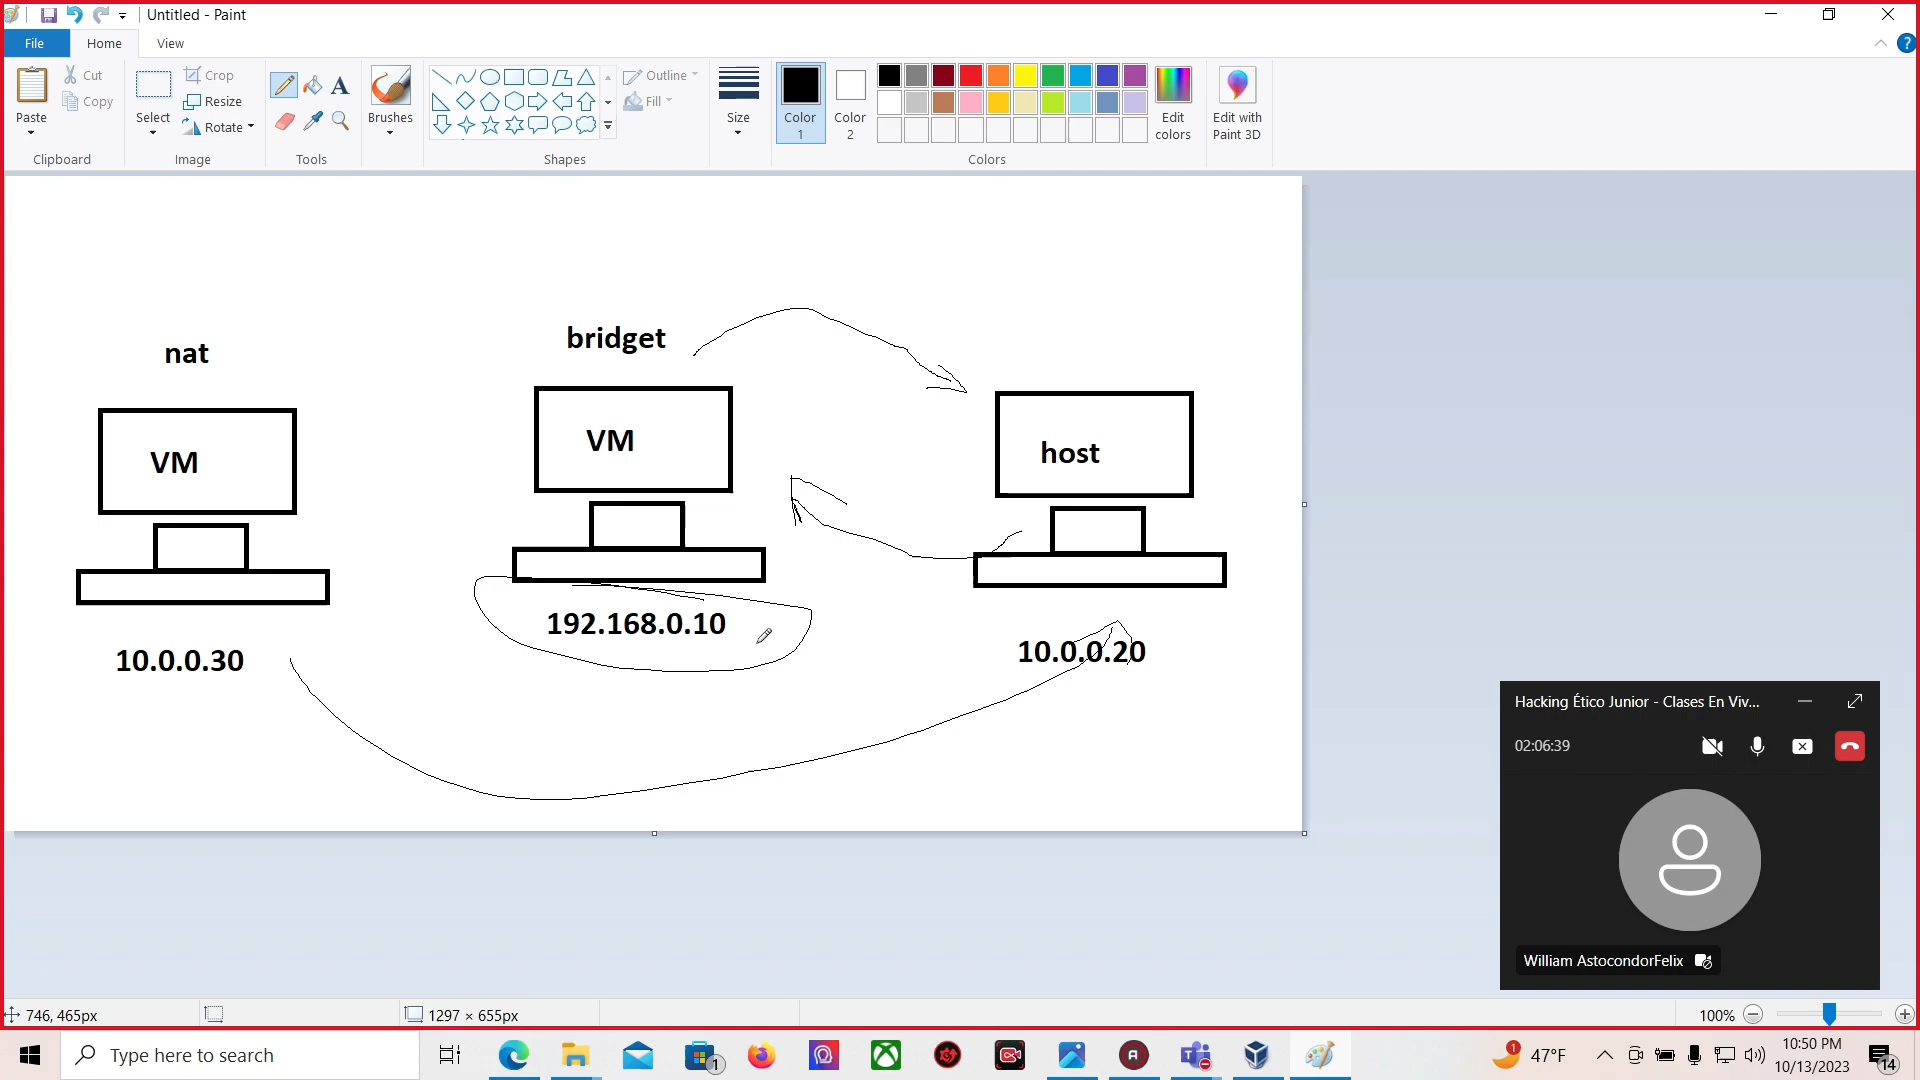 Untitled - Paint
File
Home
View
Paste
Cut
Copy
Clipboard
Select
Crop
Resize
Rotate
Image
Tools
Brushes
Shapes
Outline
Fill
Size
Color 1
Color 2
Colors
Edit colors
Edit with Paint 3D
nat
bridget
VM
VM
host
192.168.0.10
10.0.0.30
10.0.0.20
Hacking Ético Junior - Clases En Viv...
02:06:39
William AstocondorFelix
746, 465px
1297 × 655px
100%
Type here to search
1
1
47°F
10:50 PM
10/13/2023
14